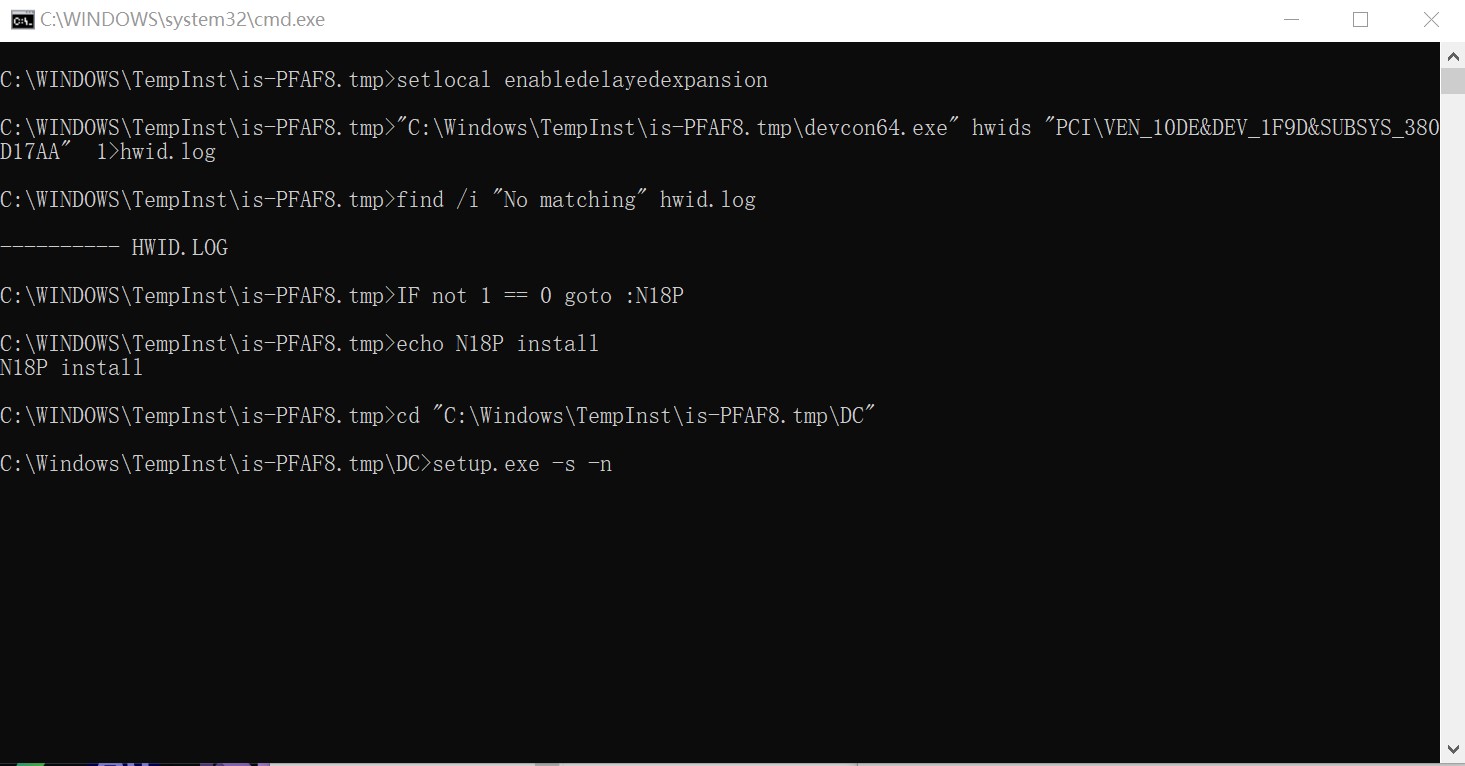 C:\WINDOWS\system32\cmd.exe
C:\WINDOWS\TempInst\is-PFAF8.tmp>setlocal enabledelayedexpansion
C:\WINDOWS\TempInst\is-PFAF8.tmp>"C:\Windows\TempInst\is-PFAF8.tmp\devcon64.exe" hwids "PCI\VEN_10DE&DEV_1F9D&SUBSYS_380
D17AA"  1>hwid.log
C:\WINDOWS\TempInst\is-PFAF8.tmp>find /i "No matching" hwid.log
---------- HWID.LOG
C:\WINDOWS\TempInst\is-PFAF8.tmp>IF not 1 == 0 goto :N18P
C:\WINDOWS\TempInst\is-PFAF8.tmp>echo N18P install
N18P install
C:\WINDOWS\TempInst\is-PFAF8.tmp>cd "C:\Windows\TempInst\is-PFAF8.tmp\DC"
C:\Windows\TempInst\is-PFAF8.tmp\DC>setup.exe -s -n